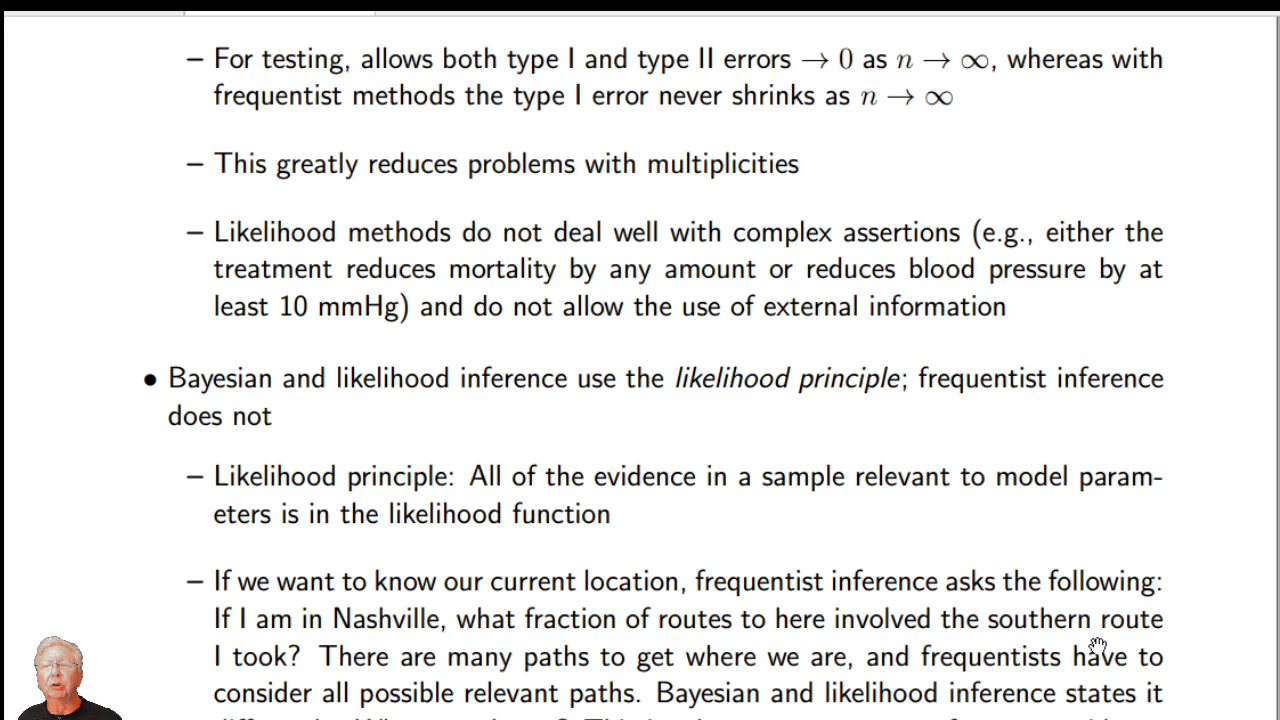 – For testing, allows both type I and type II errors → 0 as n → ∞, whereas with
frequentist methods the type I error never shrinks as n → ∞
– This greatly reduces problems with multiplicities
– Likelihood methods do not deal well with complex assertions (e.g., either the
treatment reduces mortality by any amount or reduces blood pressure by at
least 10 mmHg) and do not allow the use of external information
• Bayesian and likelihood inference use the likelihood principle; frequentist inference
does not
– Likelihood principle: All of the evidence in a sample relevant to model param-
eters is in the likelihood function
– If we want to know our current location, frequentist inference asks the following:
If I am in Nashville, what fraction of routes to here involved the southern route
I took? There are many paths to get where we are, and frequentists have to
consider all possible relevant paths. Bayesian and likelihood inference states it